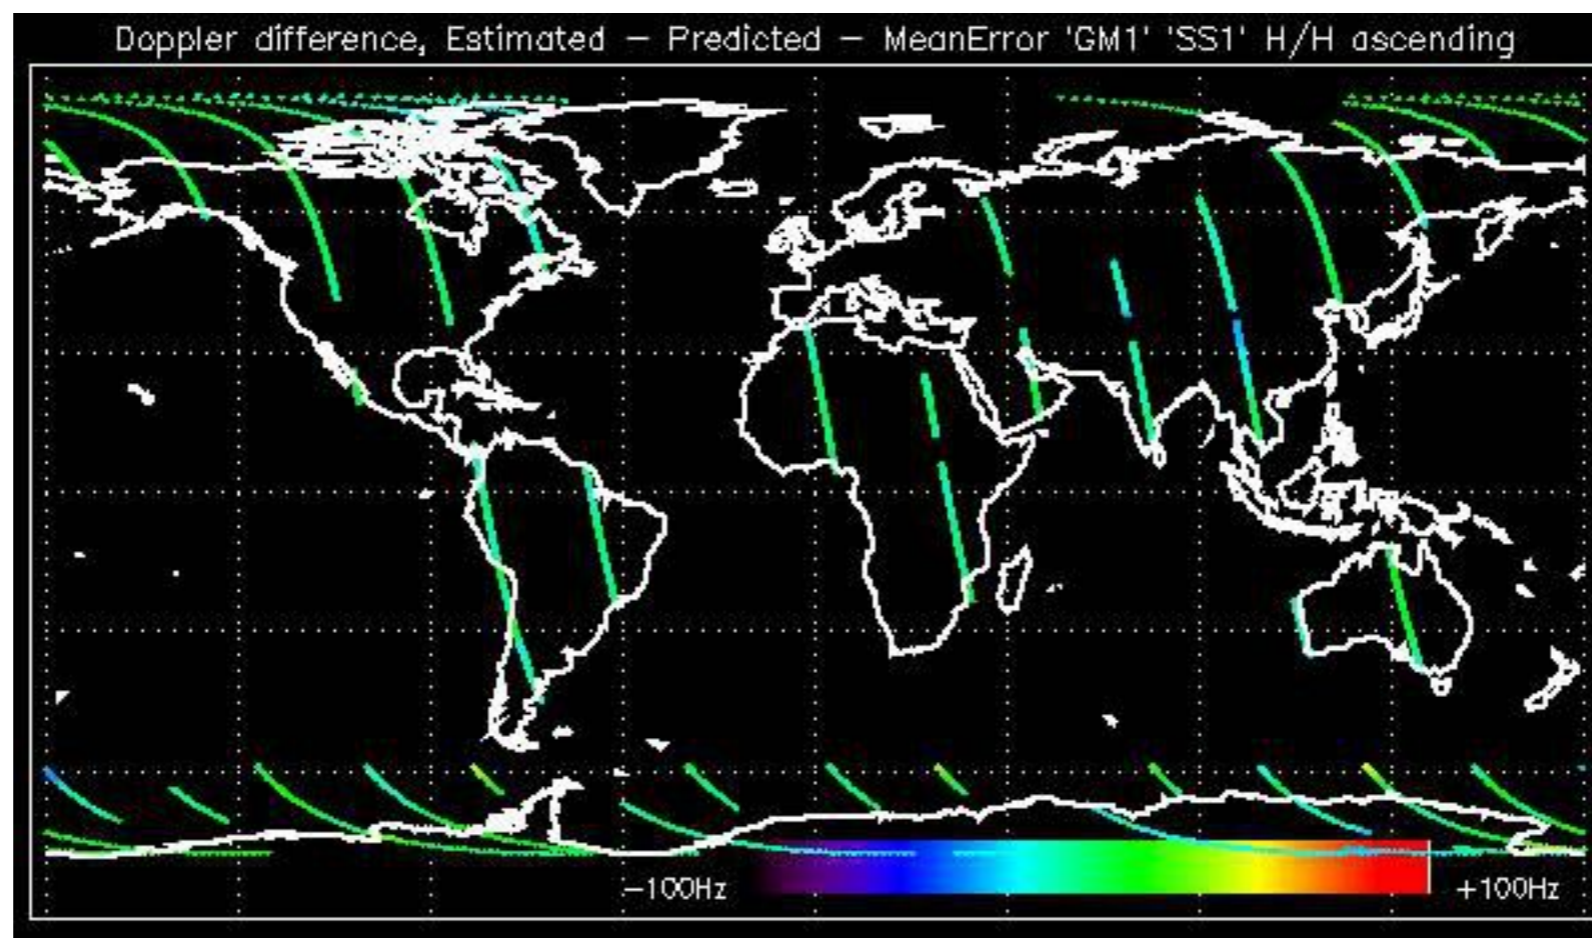 Doppler difference, Estimated – Predicted – MeanError 'GM1' 'SS1' H/H ascending
–100Hz +100Hz